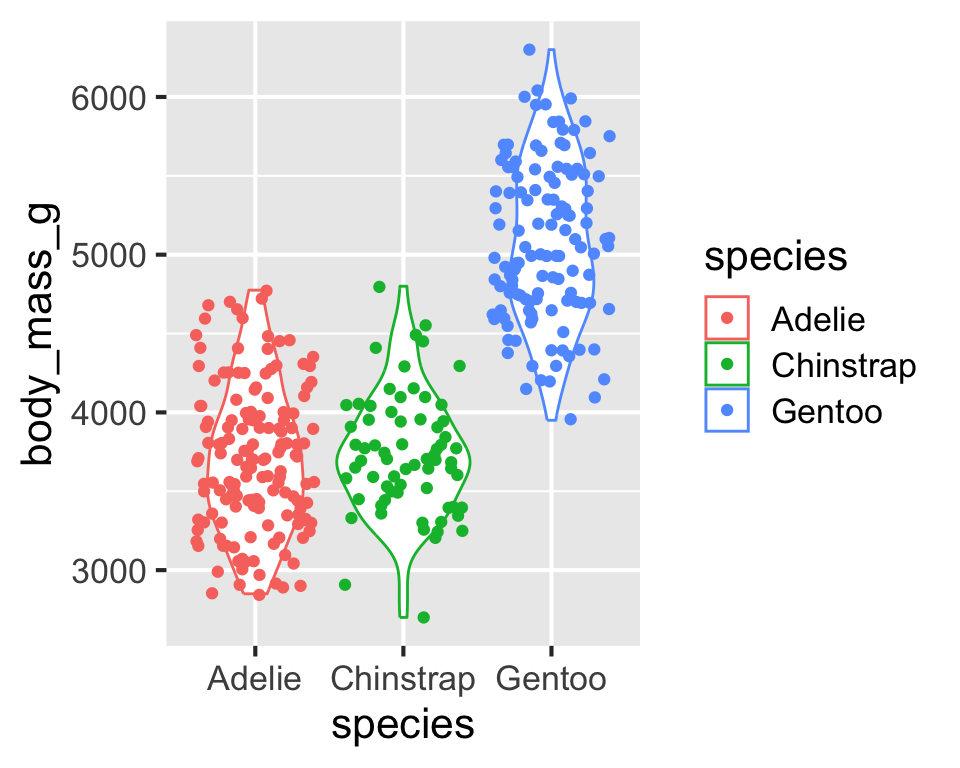 body_mass_g
6000
5000
4000
3000
Adelie Chinstrap Gentoo
species
species
Adelie
Chinstrap
Gentoo